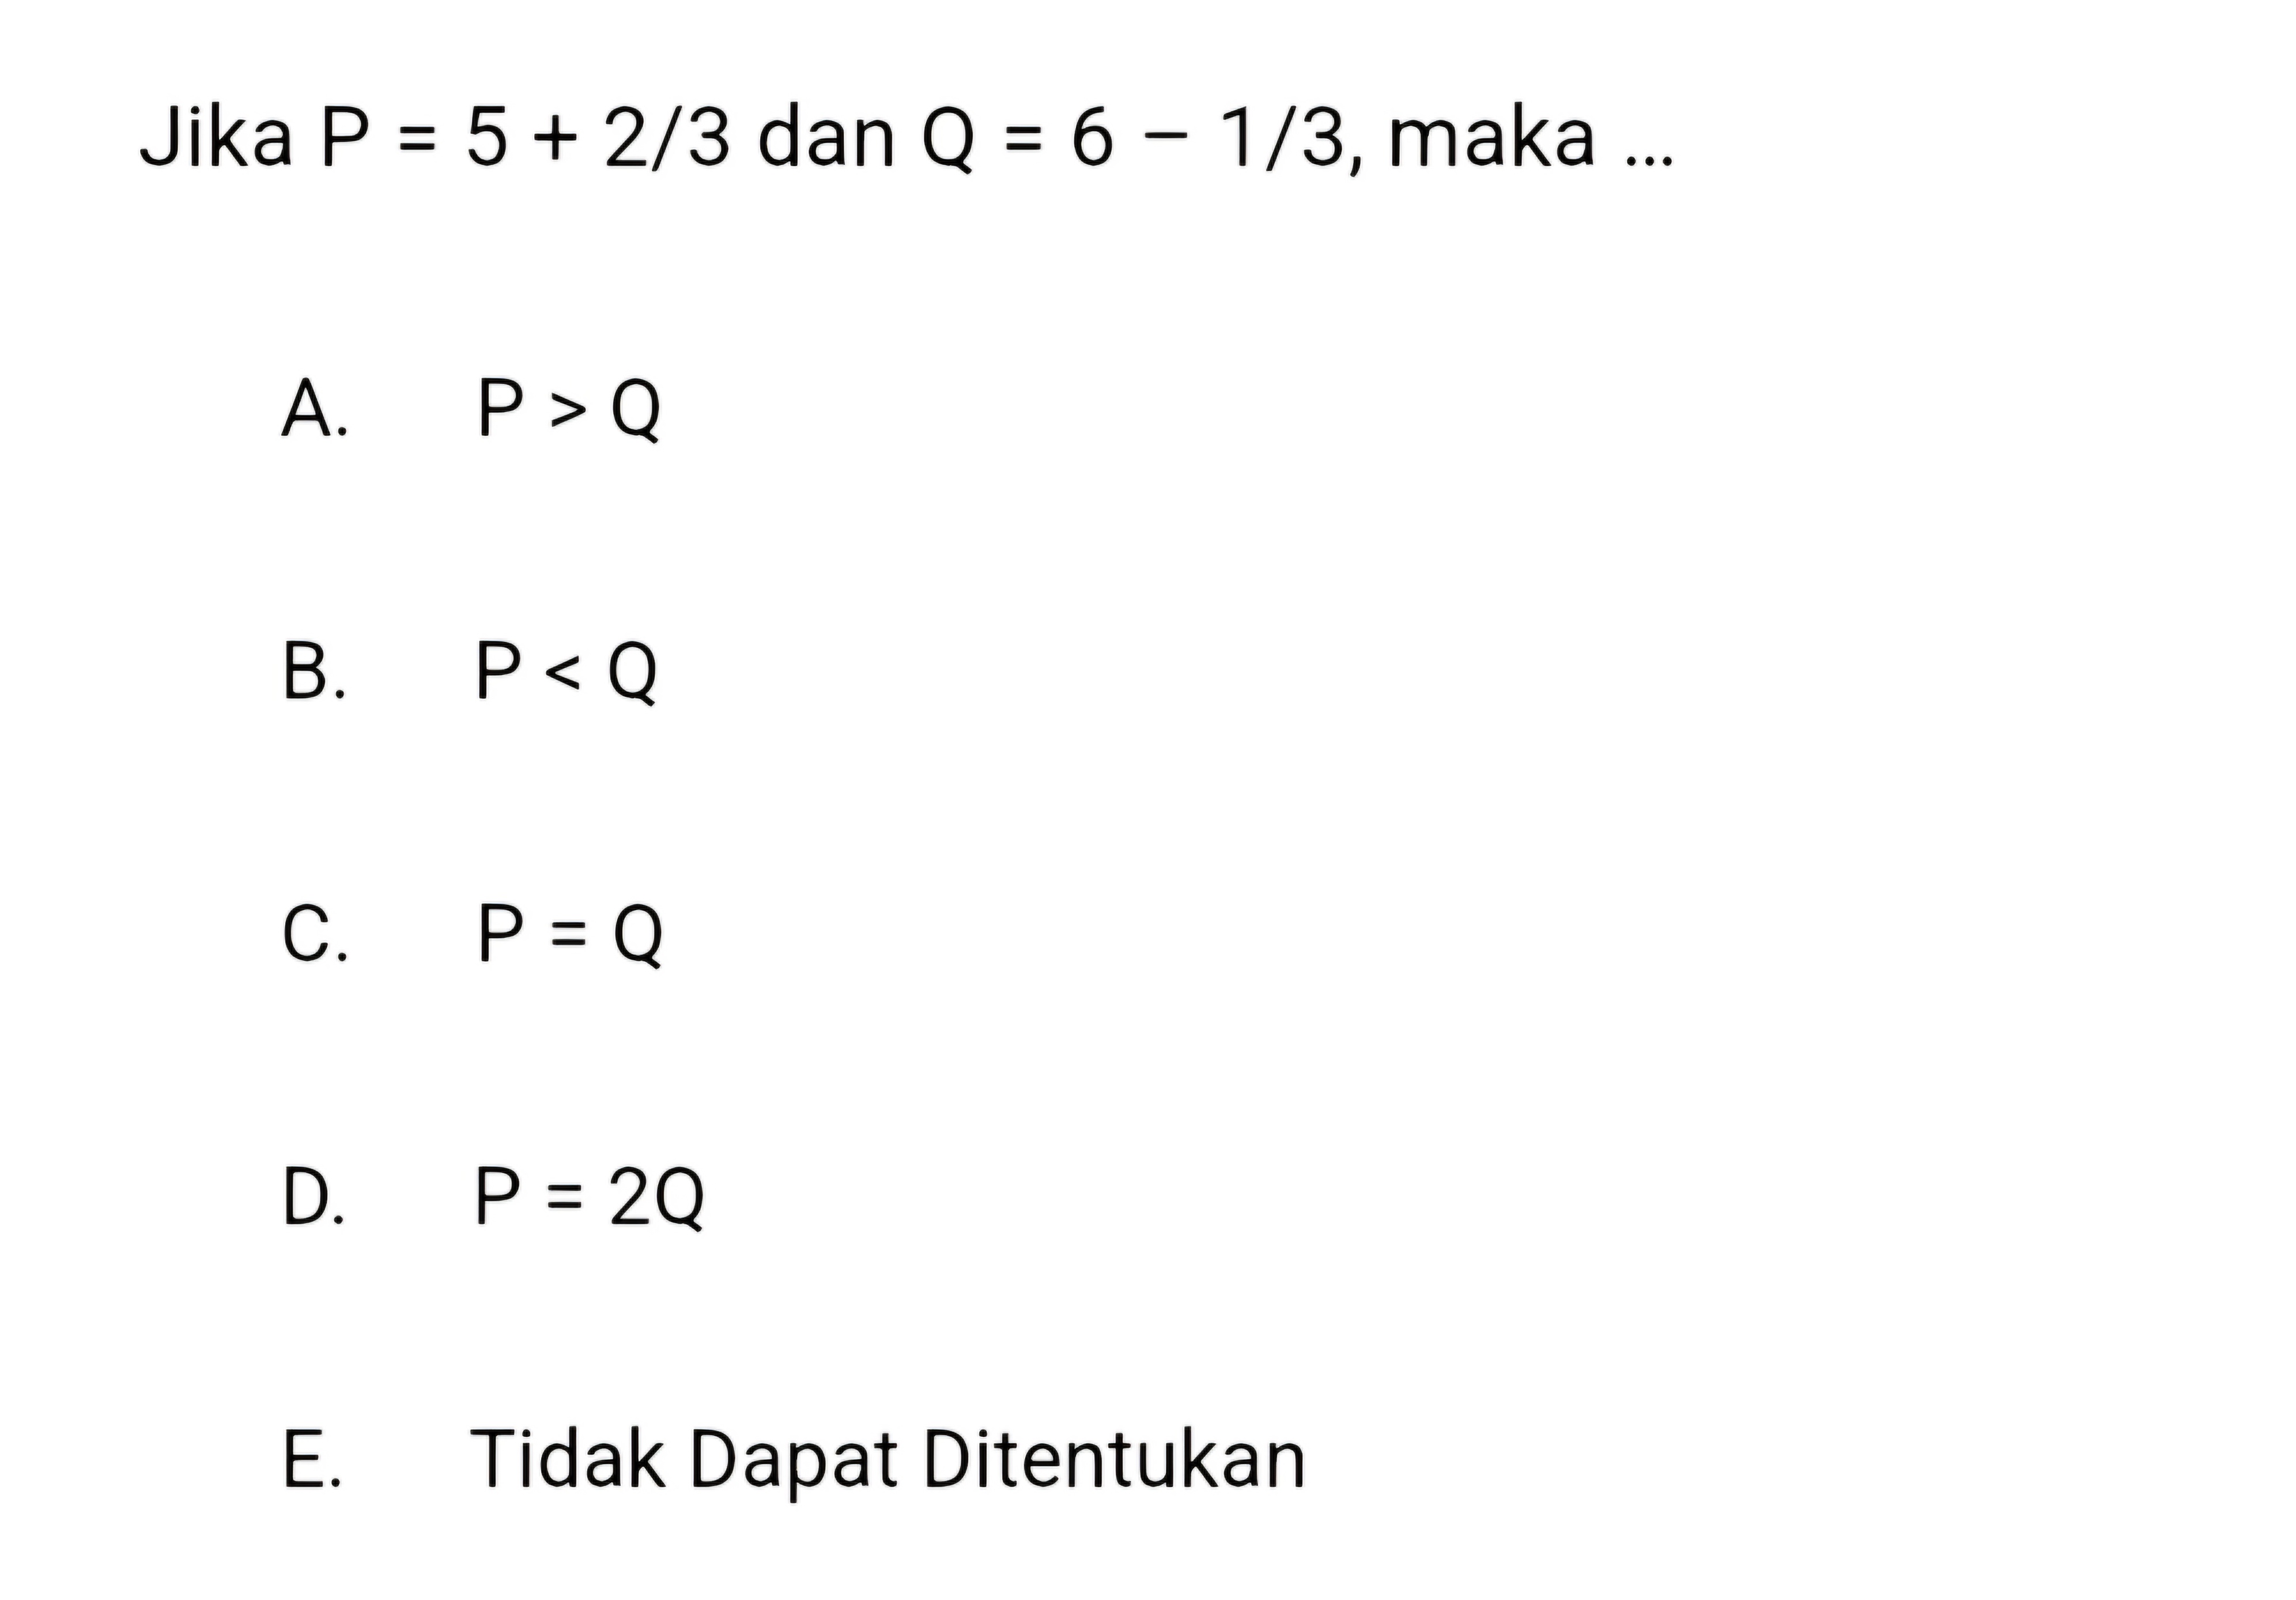 Jika P = 5 + 2/3 dan Q = 6 − 1/3, maka ...
A. P > Q
B. P < Q
C. P = Q
D. P = 2Q
E. Tidak Dapat Ditentukan